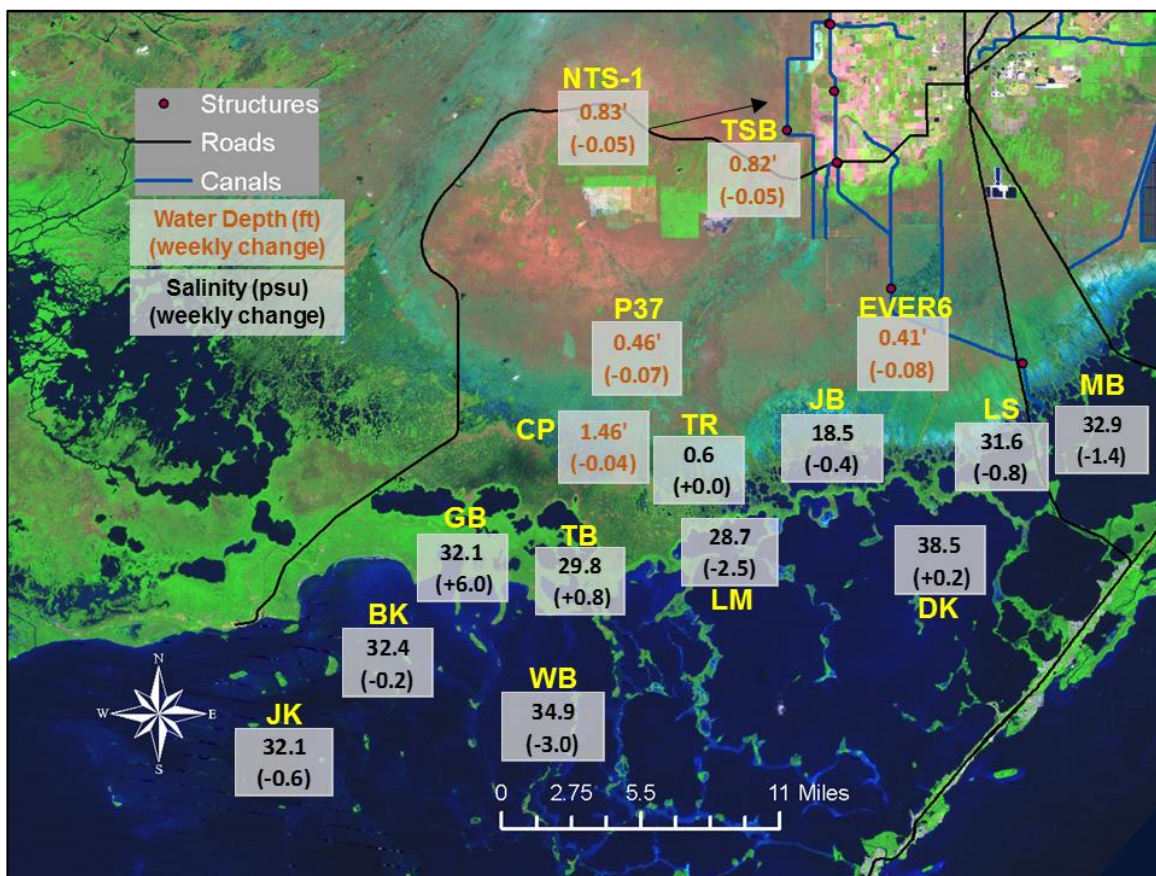 NTS-1
0.83'
(-0.05)
TSB
0.82'
(-0.05)
Structures
Roads
Canals
Water Depth (ft)
(weekly change)
Salinity (psu)
(weekly change)
P37
0.46'
(-0.07)
EVER6
0.41'
(-0.08)
CP
1.46'
(-0.04)
TR
0.6
(+0.0)
JB
18.5
(-0.4)
LS
31.6
(-0.8)
MB
32.9
(-1.4)
GB
32.1
(+6.0)
TB
29.8
(+0.8)
28.7
(-2.5)
LM
38.5
(+0.2)
DK
BK
32.4
(-0.2)
WB
34.9
(-3.0)
JK
32.1
(-0.6)
N
W E
S
0 2.75 5.5 11 Miles